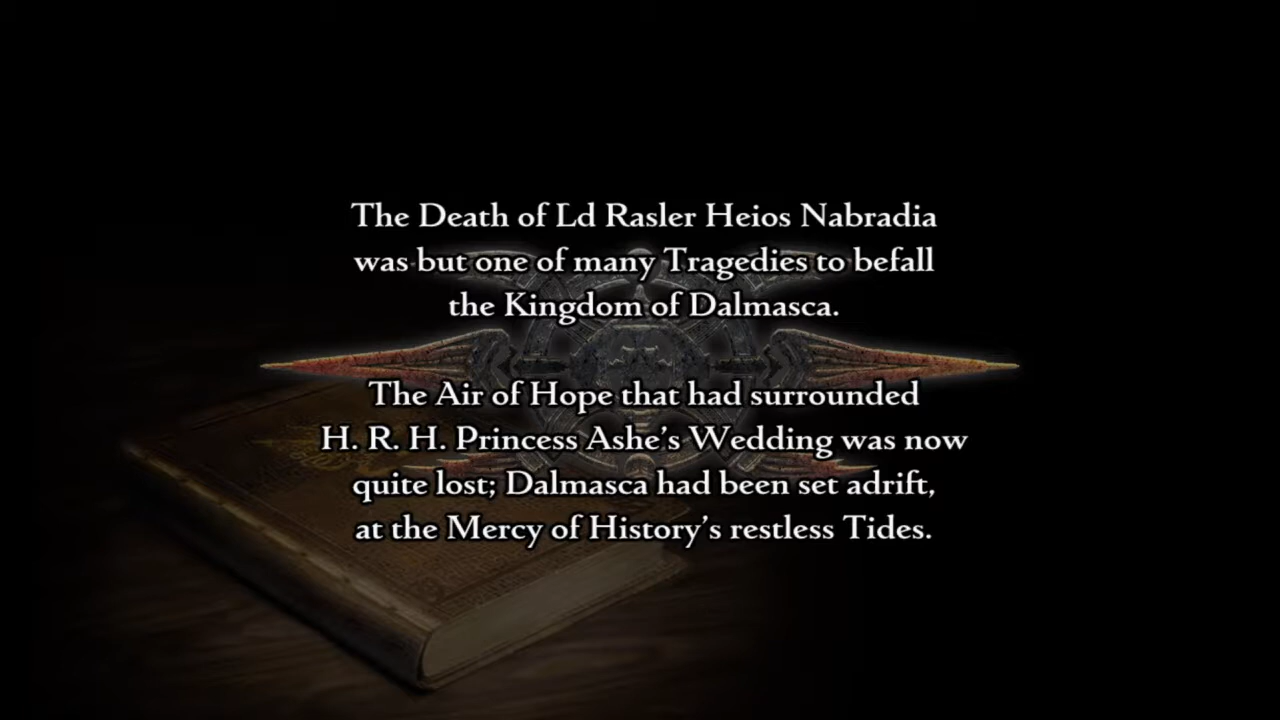 The Death of Ld Rasler Heios Nabradia
was but one of many Tragedies to befall
the Kingdom of Dalmasca.
The Air of Hope that had surrounded
H. R. H. Princess Ashe’s Wedding was now
quite lost; Dalmasca had been set adrift,
at the Mercy of History’s restless Tides.